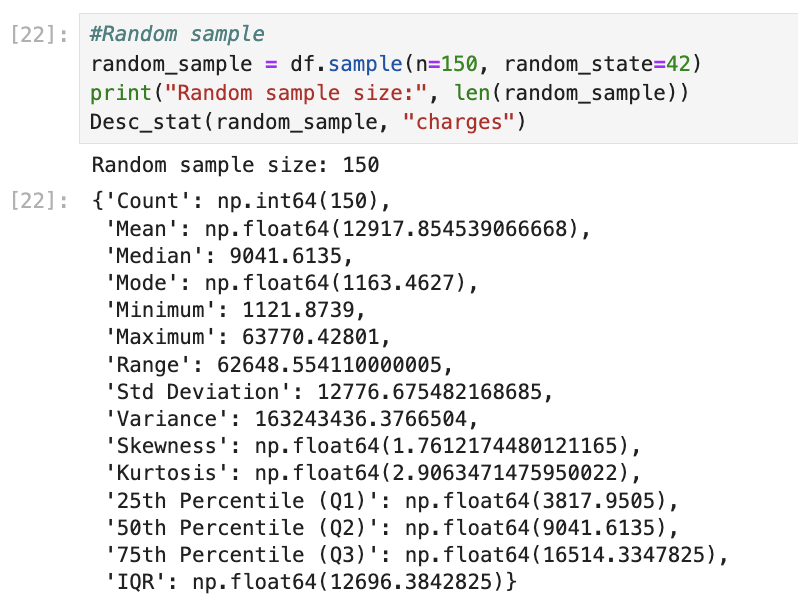 [22]: #Random sample
random_sample = df.sample(n=150, random_state=42)
print("Random sample size:", len(random_sample))
Desc_stat(random_sample, "charges")
Random sample size: 150
[22]: {'Count': np.int64(150),
'Mean': np.float64(12917.854539066668),
'Median': 9041.6135,
'Mode': np.float64(1163.4627),
'Minimum': 1121.8739,
'Maximum': 63770.42801,
'Range': 62648.554110000005,
'Std Deviation': 12776.675482168685,
'Variance': 163243436.3766504,
'Skewness': np.float64(1.7612174480121165),
'Kurtosis': np.float64(2.9063471475950022),
'25th Percentile (Q1)': np.float64(3817.9505),
'50th Percentile (Q2)': np.float64(9041.6135),
'75th Percentile (Q3)': np.float64(16514.3347825),
'IQR': np.float64(12696.3842825)}